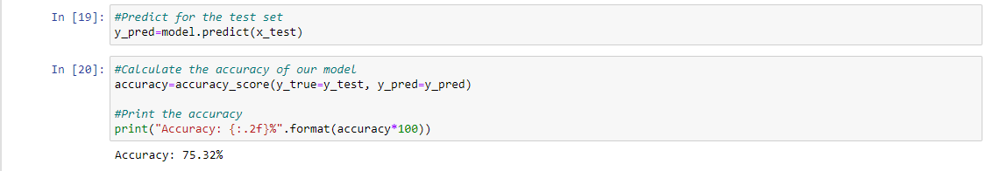 In [19]: #Predict for the test set
y_pred=model.predict(x_test)
In [20]: #Calculate the accuracy of our model
accuracy=accuracy_score(y_true=y_test, y_pred=y_pred)
#Print the accuracy
print("Accuracy: {:.2f}%".format(accuracy*100))
Accuracy: 75.32%